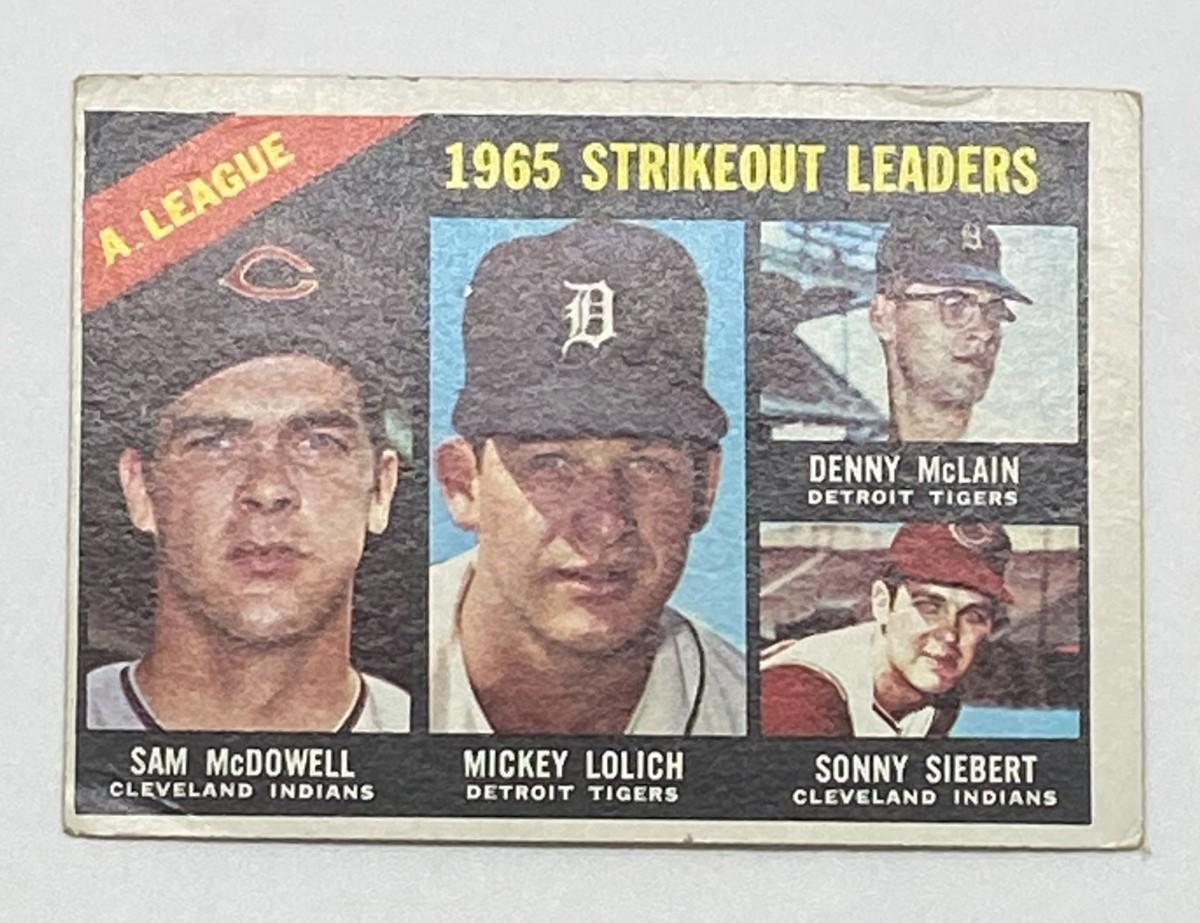 A. LEAGUE
1965 STRIKEOUT LEADERS
C
D
D
DENNY McLAIN
DETROIT TIGERS
C
SAM McDOWELL
CLEVELAND INDIANS
MICKEY LOLICH
DETROIT TIGERS
SONNY SIEBERT
CLEVELAND INDIANS